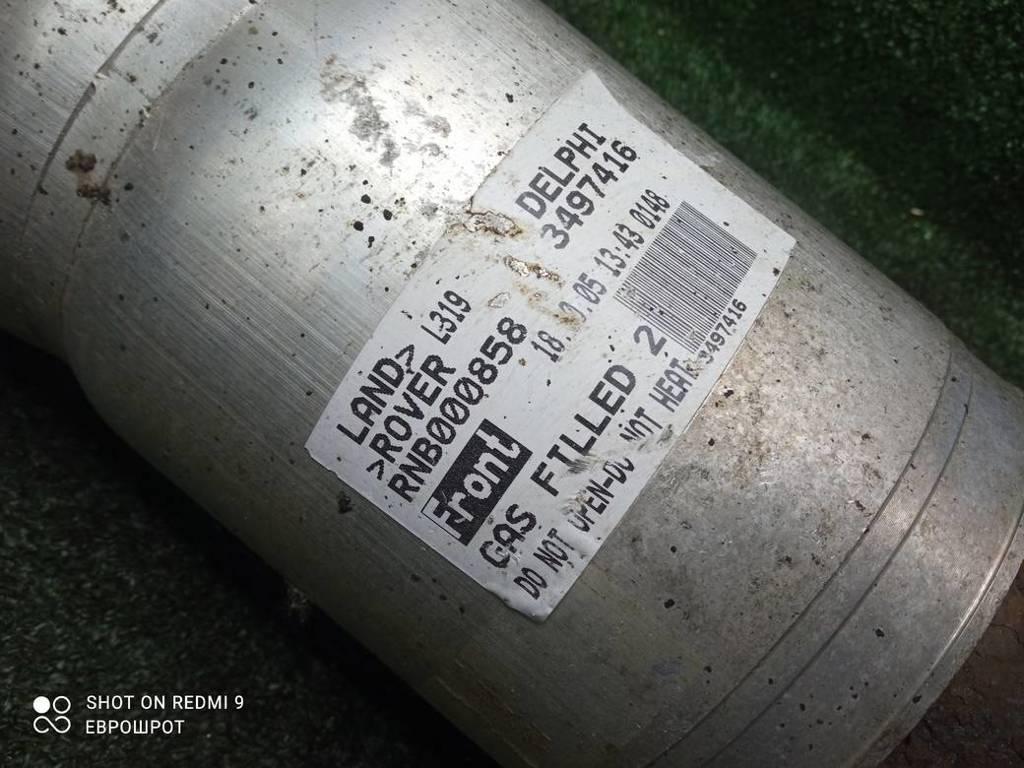 DELPHI
3497416
LAND> L319
>ROVER
RNB000858
18. 0.05 13.43 0148
Front
GAS FILLED 2
DO NOT OPEN-DO NOT HEAT
3497416
SHOT ON REDMI 9
ЕВРОШРОТ